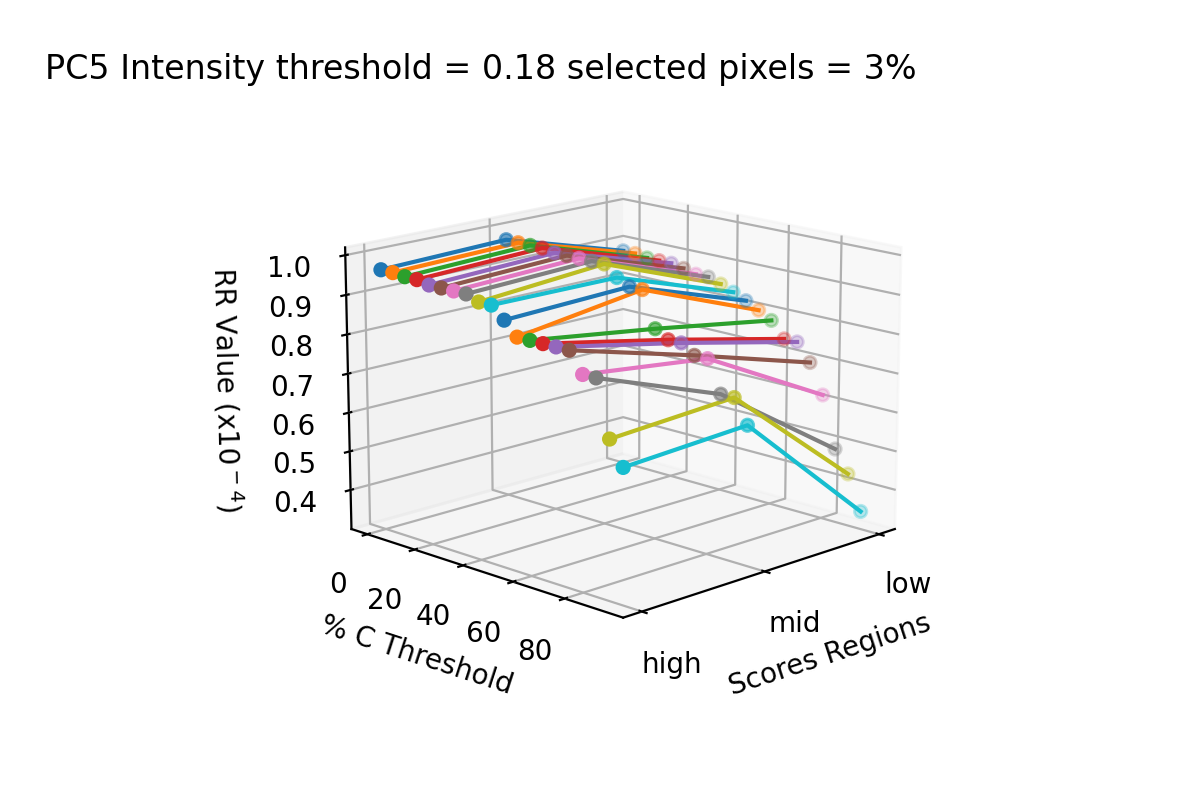 PC5 Intensity threshold = 0.18 selected pixels = 3%
1.0
0.9
0.8
0.7
0.6
0.5
0.4
RR Value (x10⁻⁴)
0
20
40
60
80
% C Threshold
high
mid
low
Scores Regions